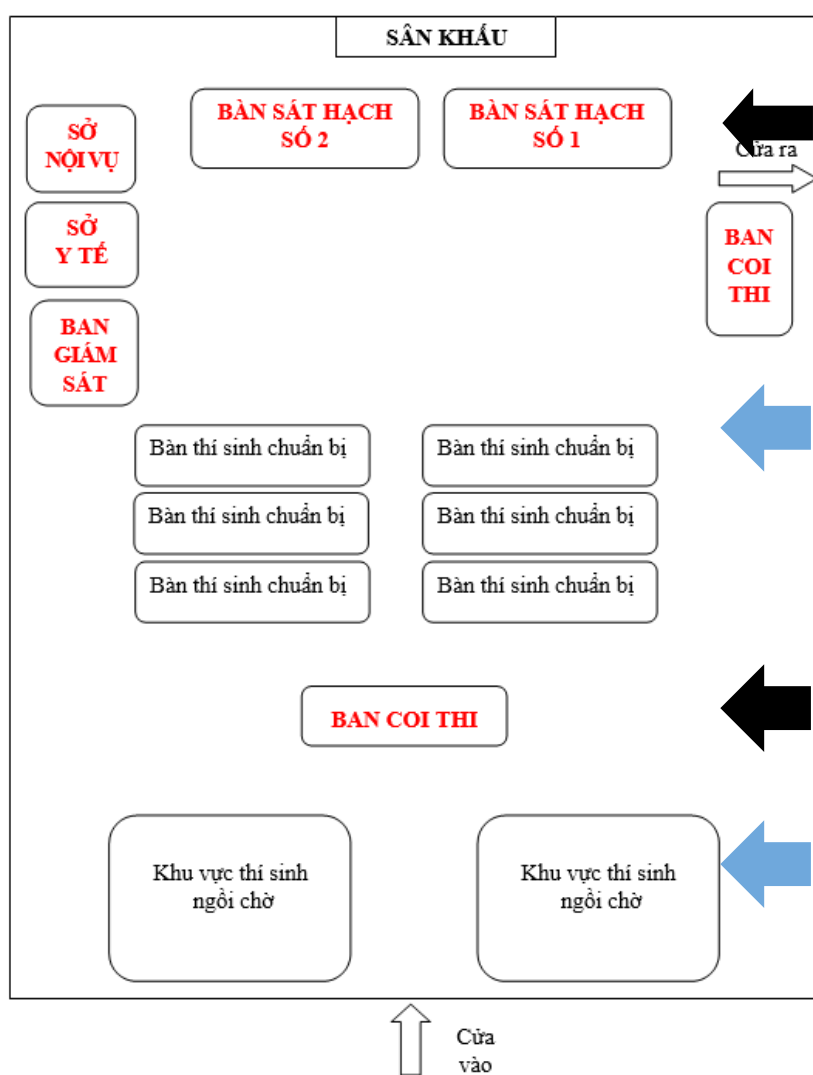 SÂN KHẤU
BÀN SÁT HẠCH
SỐ 2
BÀN SÁT HẠCH
SỐ 1
SỞ
NỘI VỤ
Cửa ra
SỞ
Y TẾ
BAN
COI
THI
BAN
GIÁM
SÁT
Bàn thí sinh chuẩn bị
Bàn thí sinh chuẩn bị
Bàn thí sinh chuẩn bị
Bàn thí sinh chuẩn bị
Bàn thí sinh chuẩn bị
Bàn thí sinh chuẩn bị
BAN COI THI
Khu vực thí sinh
ngồi chờ
Khu vực thí sinh
ngồi chờ
Cửa
vào